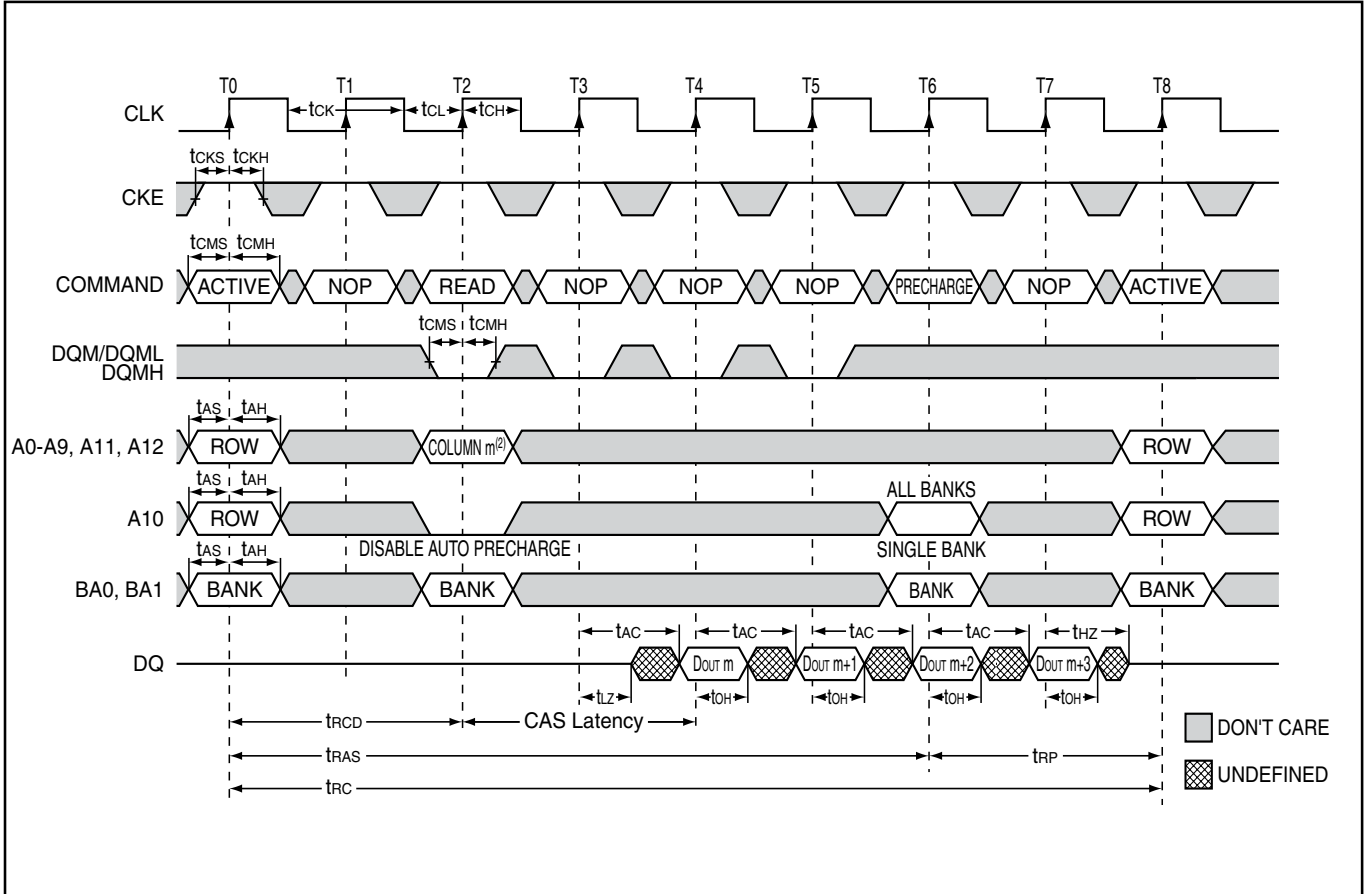 T0 T1 T2 T3 T4 T5 T6 T7 T8
CLK
tCK tCL tCH
tCKS tCKH
CKE
tCMS tCMH
COMMAND ACTIVE NOP READ NOP NOP NOP PRECHARGE NOP ACTIVE
tCMS tCMH
DQM/DQML
DQMH
tAS tAH
A0-A9, A11, A12 ROW COLUMN m(2) ROW
tAS tAH ALL BANKS
A10 ROW ROW
DISABLE AUTO PRECHARGE SINGLE BANK
tAS tAH
BA0, BA1 BANK BANK BANK BANK
tAC tAC tAC tAC tHZ
DQ DOUT m DOUT m+1 DOUT m+2 DOUT m+3
tLZ tOH tOH tOH tOH
tRCD CAS Latency
DON'T CARE
tRAS tRP
UNDEFINED
tRC